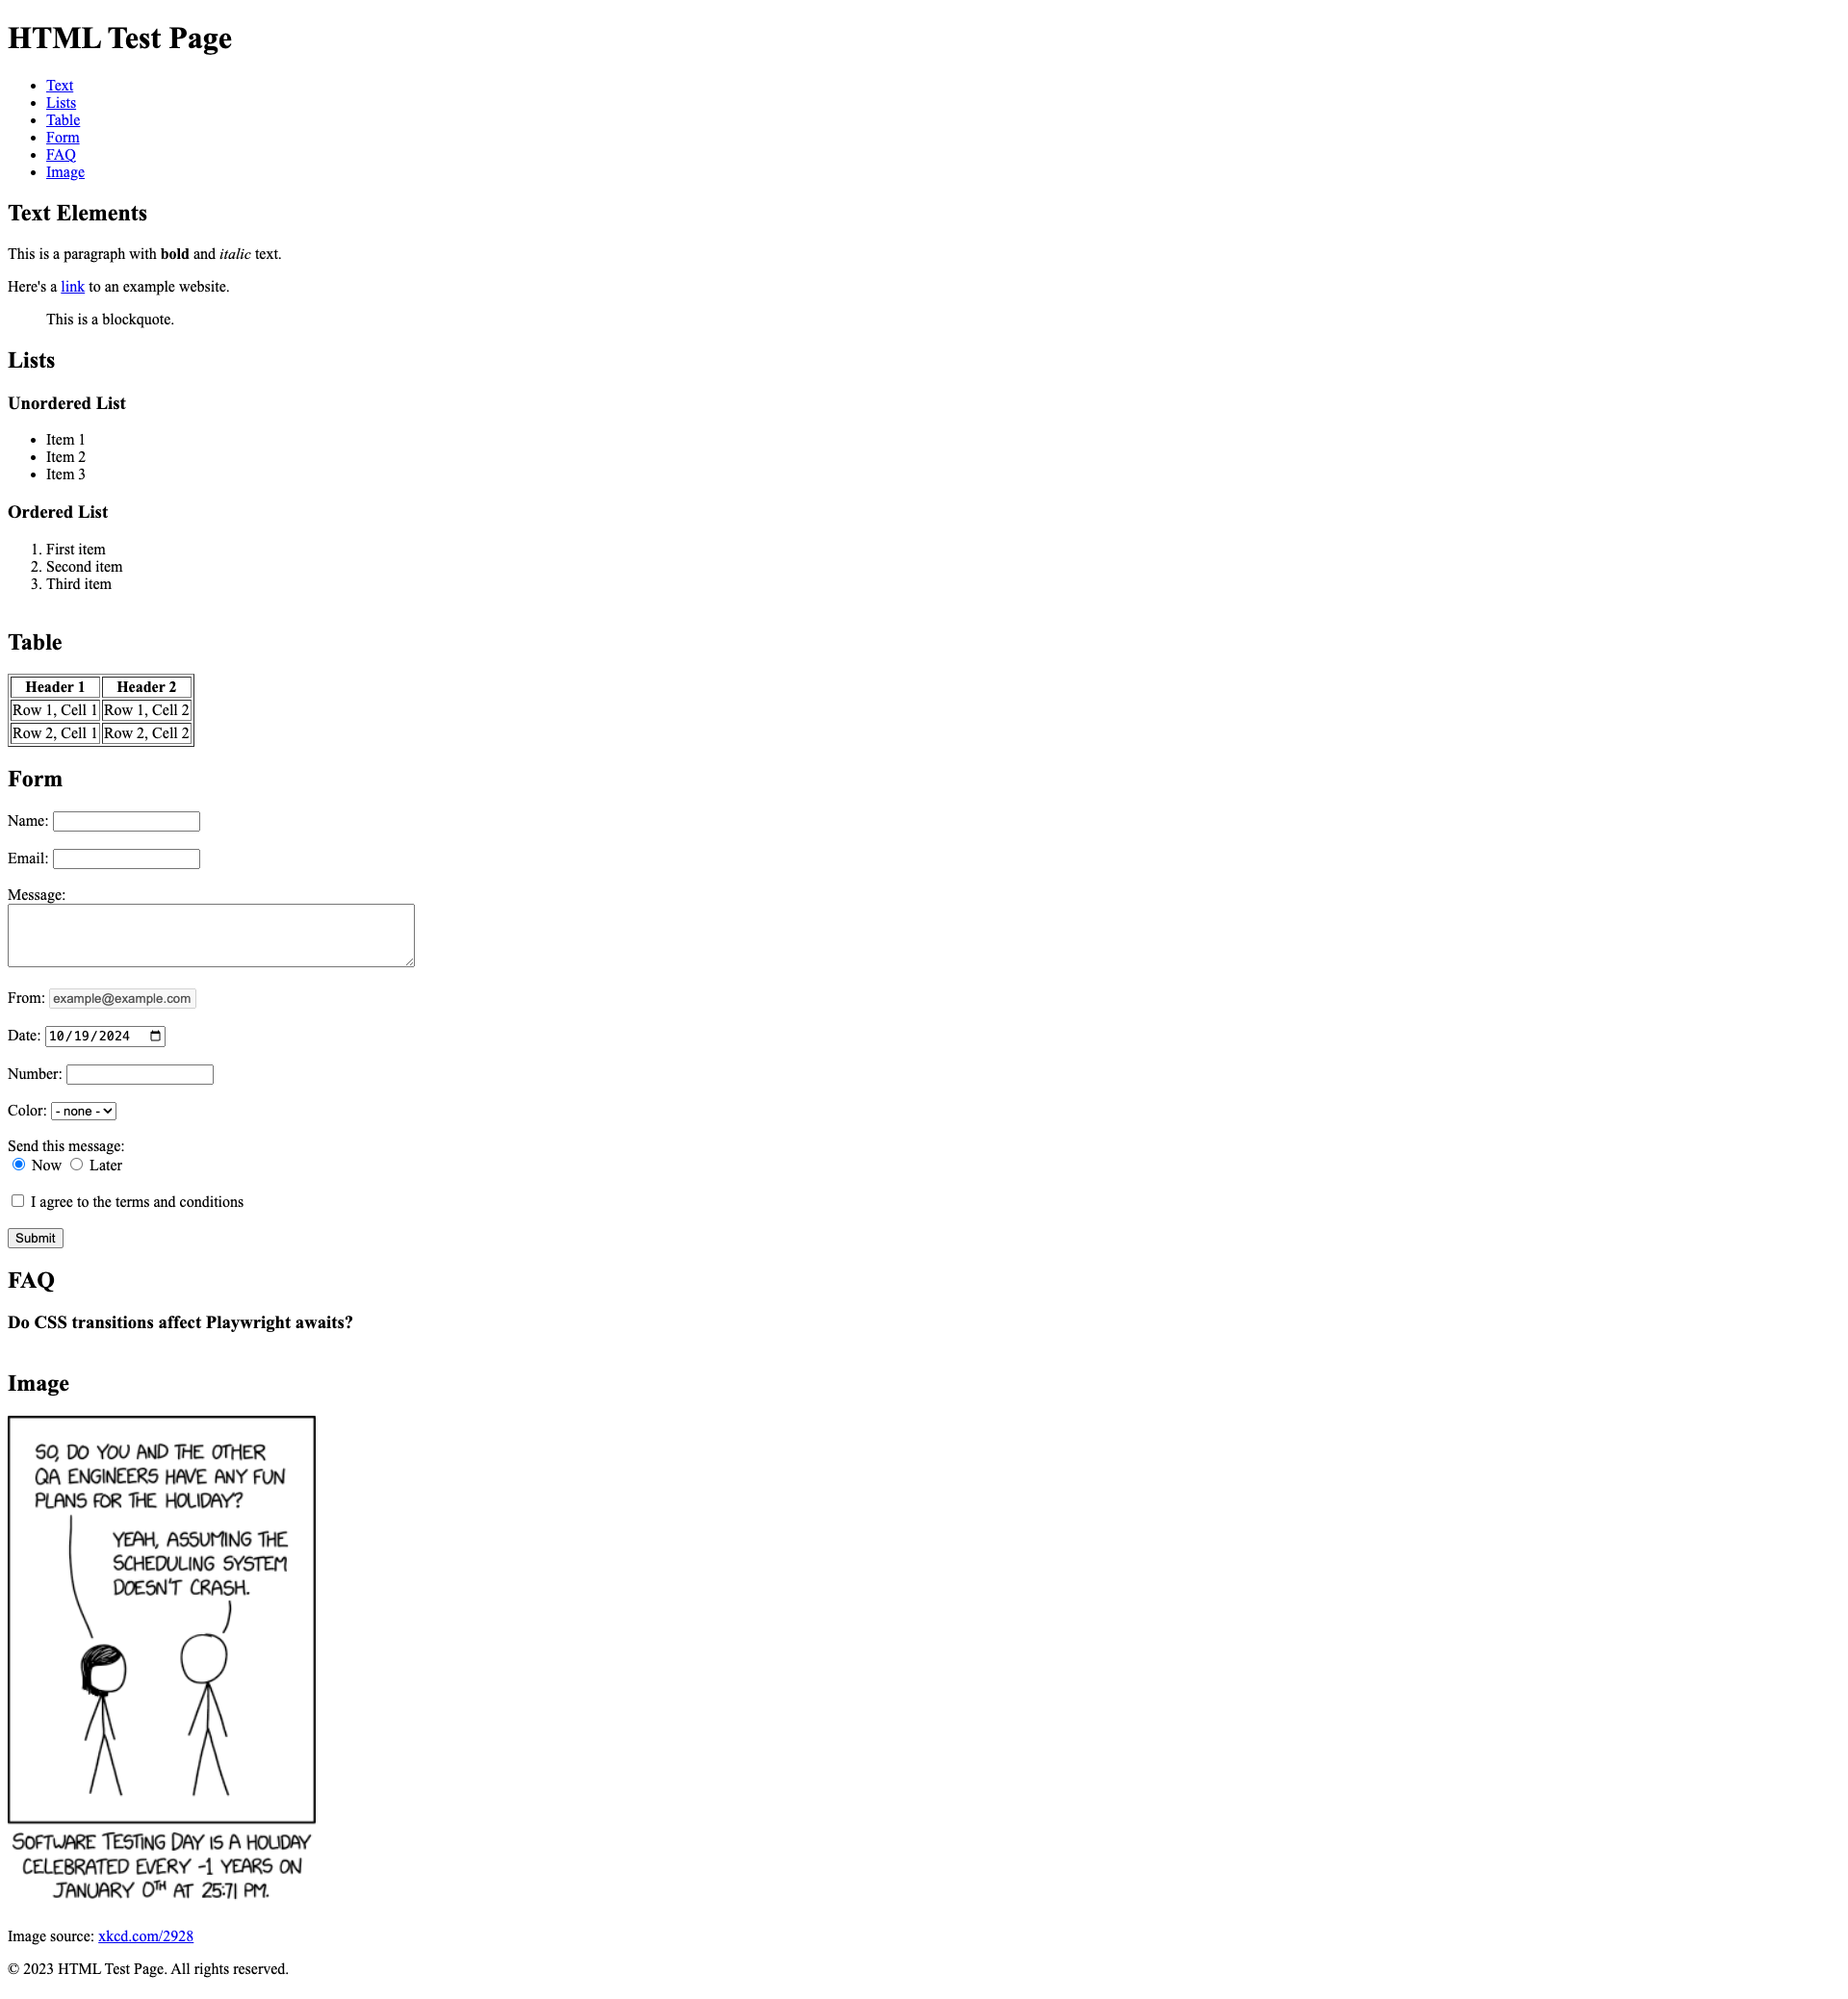 HTML Test Page
Text
Lists
Table
Form
FAQ
Image
Text Elements
This is a paragraph with bold and italic text.
Here's a link to an example website.
This is a blockquote.
Lists
Unordered List
Item 1
Item 2
Item 3
Ordered List
1. First item
2. Second item
3. Third item
Table
Header 1 Header 2
Row 1, Cell 1 Row 1, Cell 2
Row 2, Cell 1 Row 2, Cell 2
Form
Name:
Email:
Message:
From: example@example.com
Date: 10/19/2024
Number:
Color: - none -
Send this message:
Now Later
I agree to the terms and conditions
Submit
FAQ
Do CSS transitions affect Playwright awaits?
Image
SO, DO YOU AND THE OTHER
QA ENGINEERS HAVE ANY FUN
PLANS FOR THE HOLIDAY?
YEAH, ASSUMING THE
SCHEDULING SYSTEM
DOESN'T CRASH.
SOFTWARE TESTING DAY IS A HOLIDAY
CELEBRATED EVERY -1 YEARS ON
JANUARY 0TH AT 25:71 PM.
Image source: xkcd.com/2928
© 2023 HTML Test Page. All rights reserved.